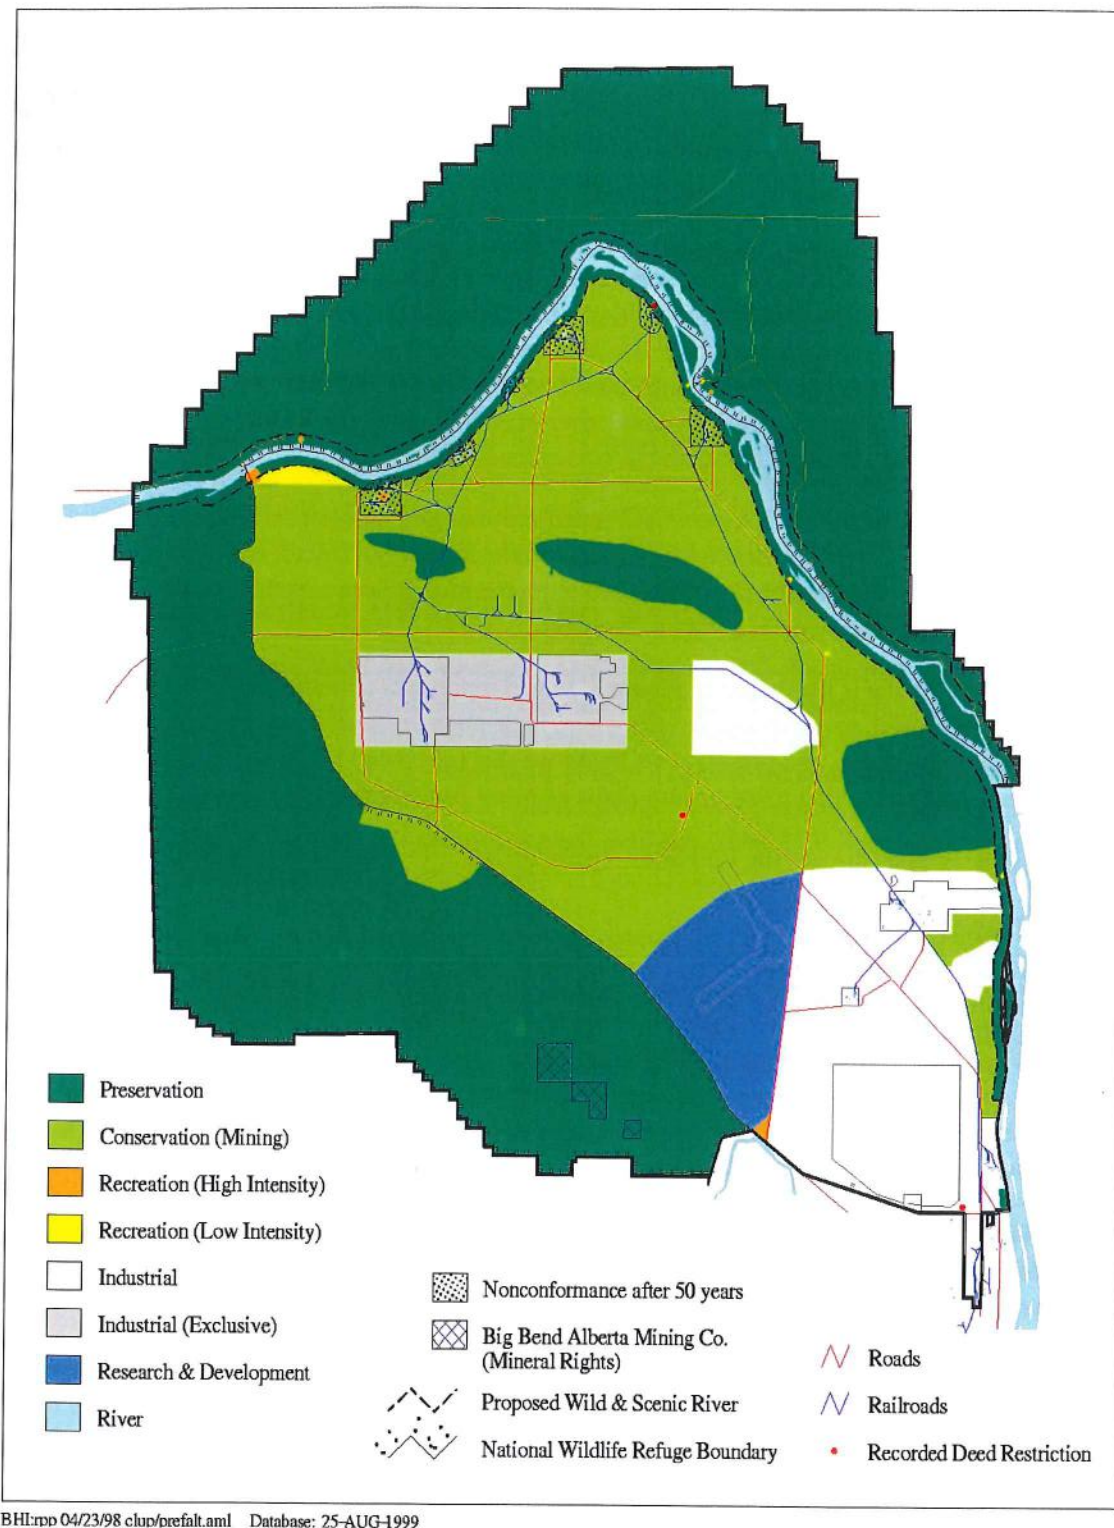 Preservation
Conservation (Mining)
Recreation (High Intensity)
Recreation (Low Intensity)
Industrial
Industrial (Exclusive)
Research & Development
River
Nonconformance after 50 years
Big Bend Alberta Mining Co.
(Mineral Rights)
Proposed Wild & Scenic River
National Wildlife Refuge Boundary
Roads
Railroads
Recorded Deed Restriction
BHI:rpp 04/23/98 clup/prefalt.aml Database: 25-AUG-1999